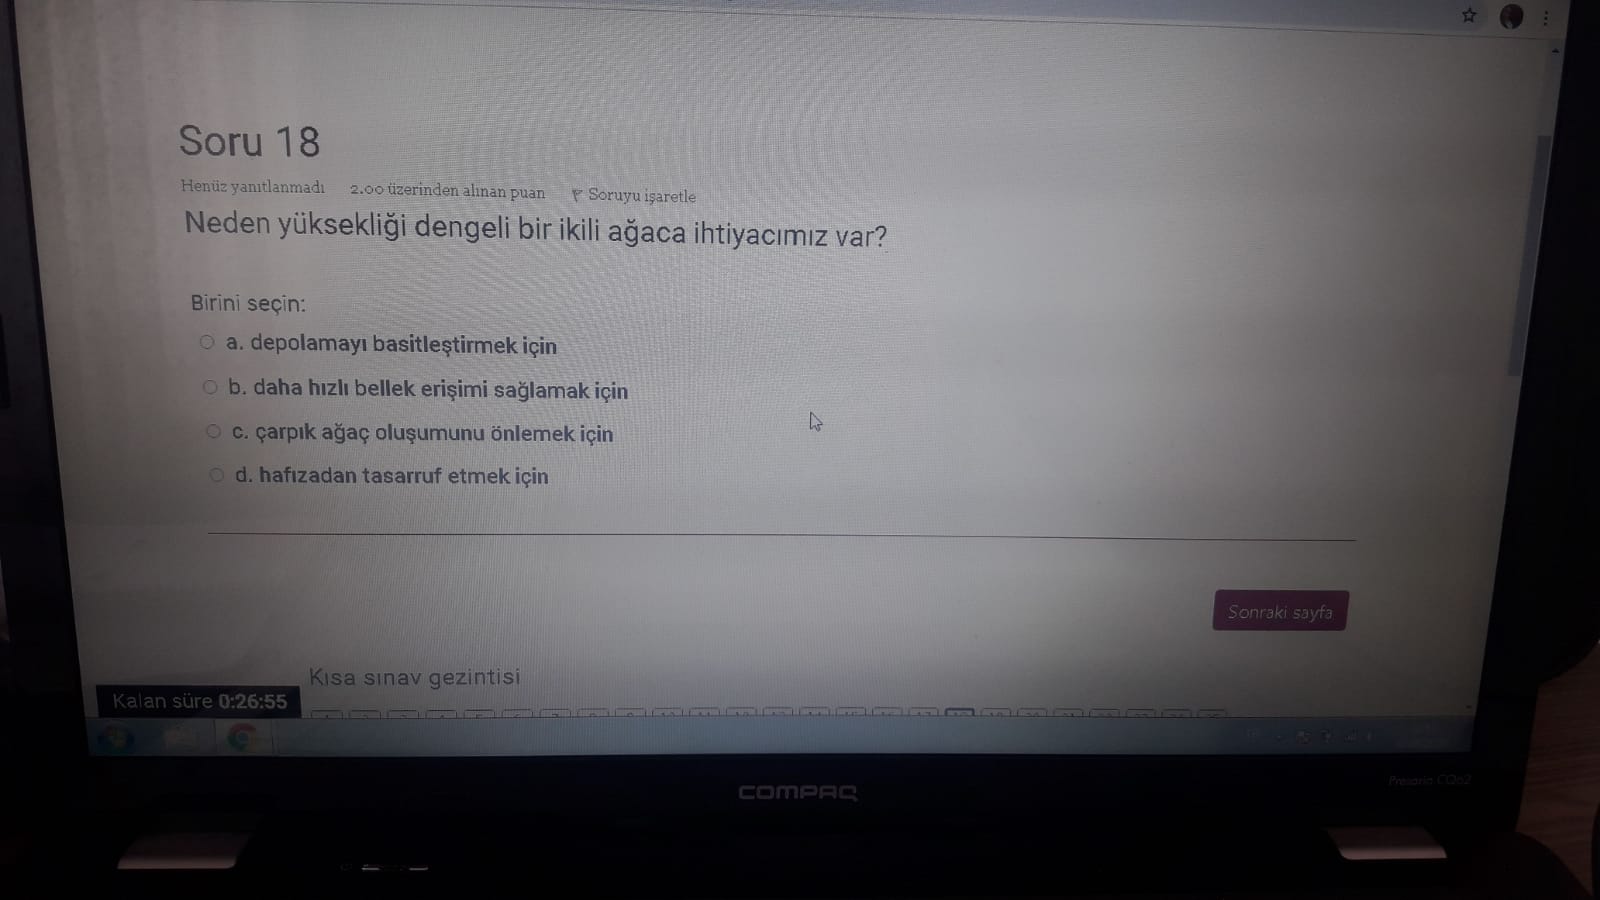 Soru 18
Henüz yanıtlanmadı 2.00 üzerinden alınan puan Soruyu işaretle
Neden yüksekliği dengeli bir ikili ağaca ihtiyacımız var?
Birini seçin:
a. depolamayı basitleştirmek için
b. daha hızlı bellek erişimi sağlamak için
c. çarpık ağaç oluşumunu önlemek için
d. hafızadan tasarruf etmek için
Sonraki sayfa
Kısa sınav gezintisi
Kalan süre 0:26:55
COMPAQ
Presario CQ62